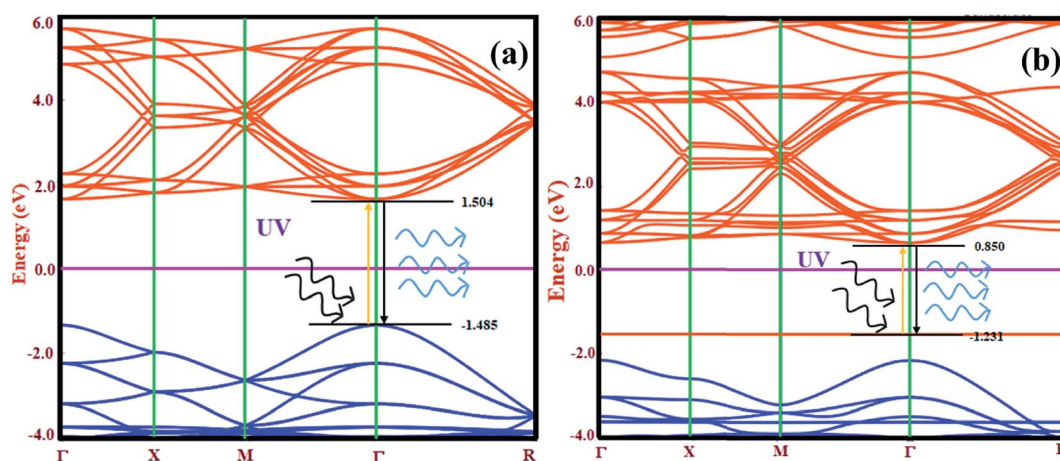 6.0
4.0
2.0
0.0
-2.0
-4.0
Energy (eV)
(a)
UV
1.504
-1.485
Γ
X
M
Γ
R
6.0
4.0
2.0
0.0
-2.0
-4.0
Energy (eV)
(b)
UV
0.850
-1.231
Γ
X
M
Γ